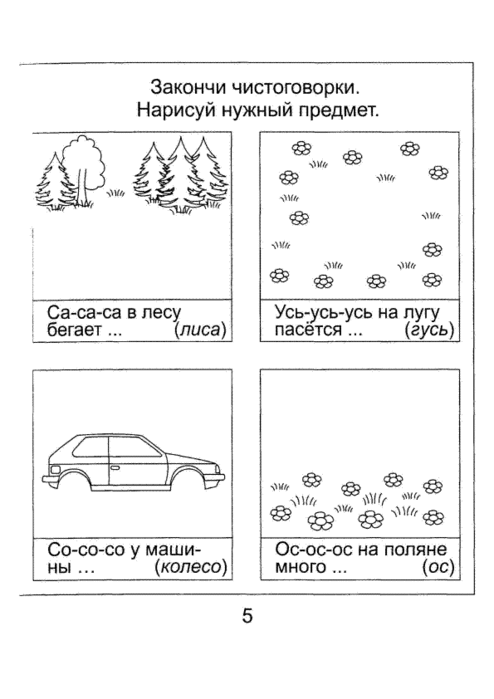 Закончи чистоговорки.
Нарисуй нужный предмет.
Са-са-са в лесу
бегает ... (лиса)
Усь-усь-усь на лугу
пасётся ... (гусь)
Со-со-со у маши-
ны ... (колесо)
Ос-ос-ос на поляне
много ... (ос)
5